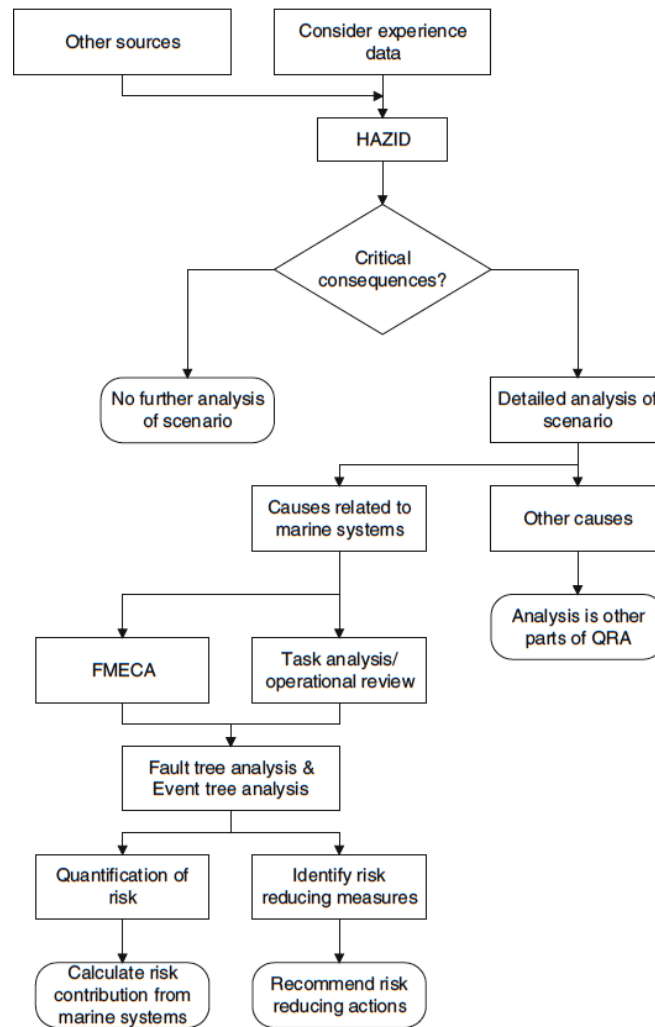 Other sources
Consider experience
data
HAZID
Critical
consequences?
No further analysis
of scenario
Detailed analysis of
scenario
Causes related to
marine systems
Other causes
FMECA
Task analysis/
operational review
Analysis is other
parts of QRA
Fault tree analysis &
Event tree analysis
Quantification of
risk
Identify risk
reducing measures
Calculate risk
contribution from
marine systems
Recommend risk
reducing actions